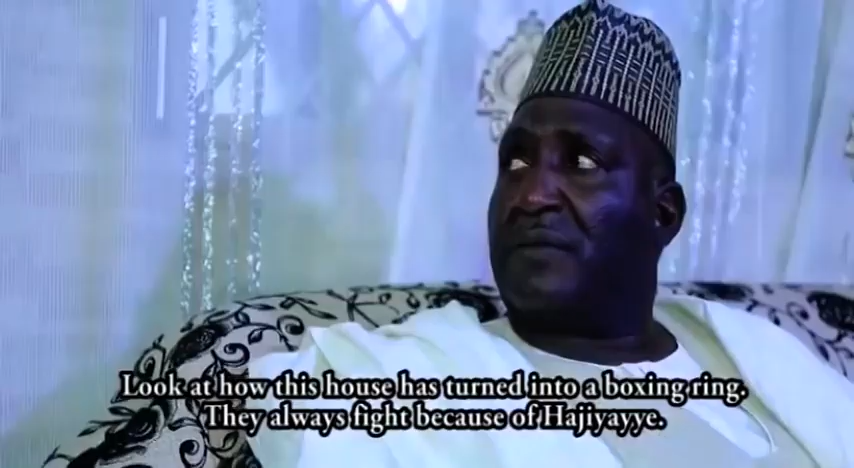 Look at how this house has turned into a boxing ring.
They always fight because of Hajiyayye.